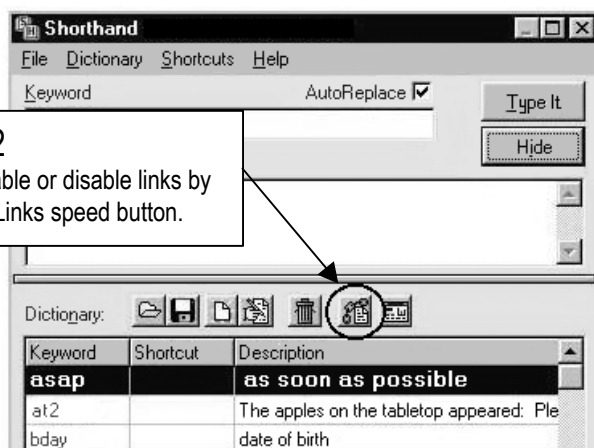 Shorthand
File Dictionary Shortcuts Help
Keyword AutoReplace Type It
Hide
2
able or disable links by
Links speed button.
Dictionary:
Keyword Shortcut Description
asap as soon as possible
at2 The apples on the tabletop appeared: Ple
bday date of birth